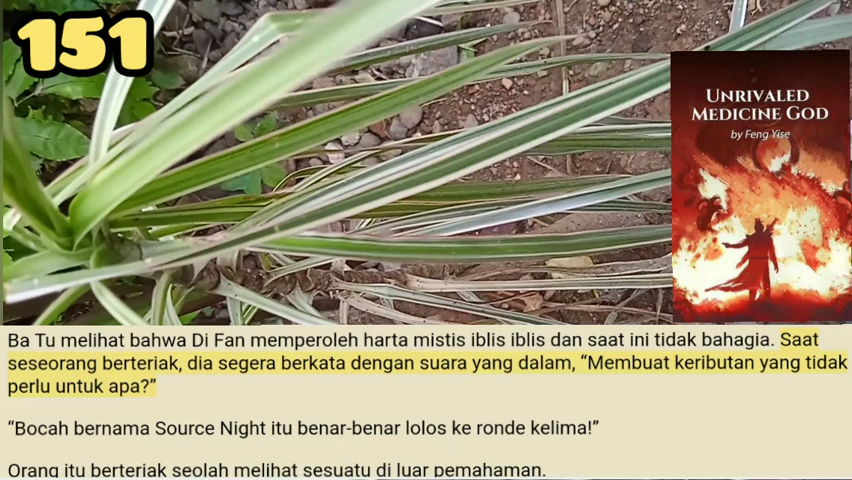 151
UNRIVALED
MEDICINE GOD
by Feng Yise
Ba Tu melihat bahwa Di Fan memperoleh harta mistis iblis iblis dan saat ini tidak bahagia. Saat
seseorang berteriak, dia segera berkata dengan suara yang dalam, “Membuat keributan yang tidak
perlu untuk apa?”
“Bocah bernama Source Night itu benar-benar lolos ke ronde kelima!”
Orang itu berteriak seolah melihat sesuatu di luar pemahaman.